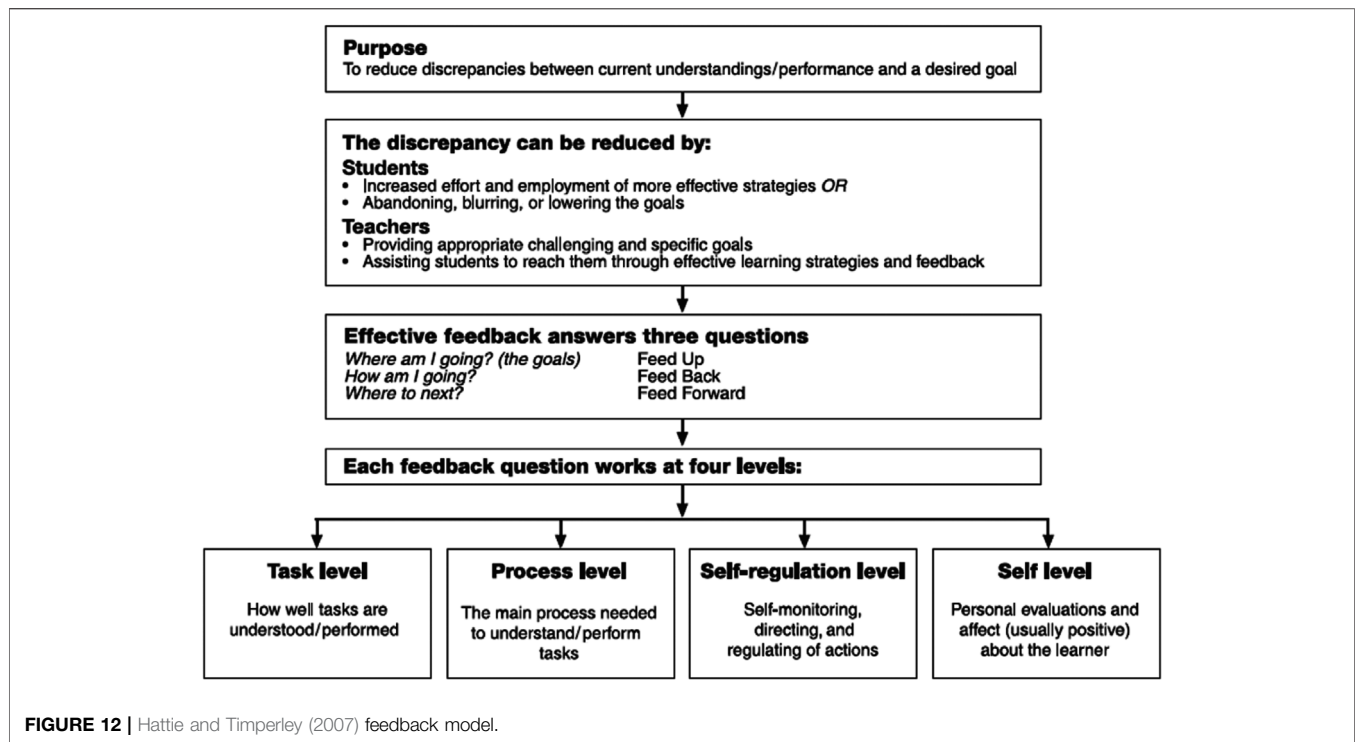 Purpose
To reduce discrepancies between current understandings/performance and a desired goal
The discrepancy can be reduced by:
Students
• Increased effort and employment of more effective strategies OR
• Abandoning, blurring, or lowering the goals
Teachers
• Providing appropriate challenging and specific goals
• Assisting students to reach them through effective learning strategies and feedback
Effective feedback answers three questions
Where am I going? (the goals) Feed Up
How am I going? Feed Back
Where to next? Feed Forward
Each feedback question works at four levels:
Task level
How well tasks are
understood/performed
Process level
The main process needed
to understand/perform
tasks
Self-regulation level
Self-monitoring,
directing, and
regulating of actions
Self level
Personal evaluations and
affect (usually positive)
about the learner
FIGURE 12 | Hattie and Timperley (2007) feedback model.